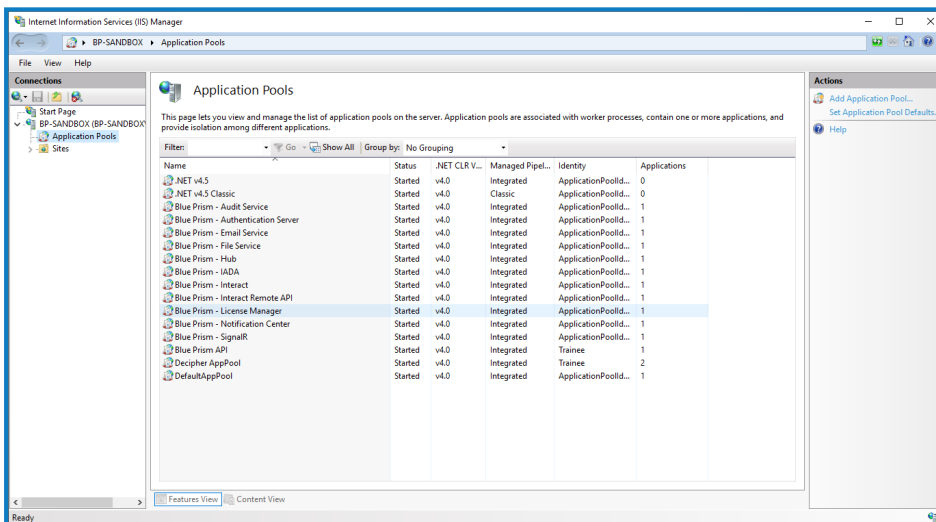 Internet Information Services (IIS) Manager
BP-SANDBOX Application Pools
File View Help
Connections
Start Page
BP-SANDBOX (BP-SANDBOX\
Application Pools
Sites
Application Pools
This page lets you view and manage the list of application pools on the server. Application pools are associated with worker processes, contain one or more applications, and
provide isolation among different applications.
Filter: Go Show All Group by: No Grouping
Name Status .NET CLR V... Managed Pipel... Identity Applications
.NET v4.5 Started v4.0 Integrated ApplicationPoolId... 0
.NET v4.5 Classic Started v4.0 Classic ApplicationPoolId... 0
Blue Prism - Audit Service Started v4.0 Integrated ApplicationPoolId... 1
Blue Prism - Authentication Server Started v4.0 Integrated ApplicationPoolId... 1
Blue Prism - Email Service Started v4.0 Integrated ApplicationPoolId... 1
Blue Prism - File Service Started v4.0 Integrated ApplicationPoolId... 1
Blue Prism - Hub Started v4.0 Integrated ApplicationPoolId... 1
Blue Prism - IADA Started v4.0 Integrated ApplicationPoolId... 1
Blue Prism - Interact Started v4.0 Integrated ApplicationPoolId... 1
Blue Prism - Interact Remote API Started v4.0 Integrated ApplicationPoolId... 1
Blue Prism - License Manager Started v4.0 Integrated ApplicationPoolId... 1
Blue Prism - Notification Center Started v4.0 Integrated ApplicationPoolId... 1
Blue Prism - SignalR Started v4.0 Integrated ApplicationPoolId... 1
Blue Prism API Started v4.0 Integrated Trainee 1
Decipher AppPool Started v4.0 Integrated Trainee 2
DefaultAppPool Started v4.0 Integrated ApplicationPoolId... 1
Features View Content View
Actions
Add Application Pool...
Set Application Pool Defaults.
Help
Ready